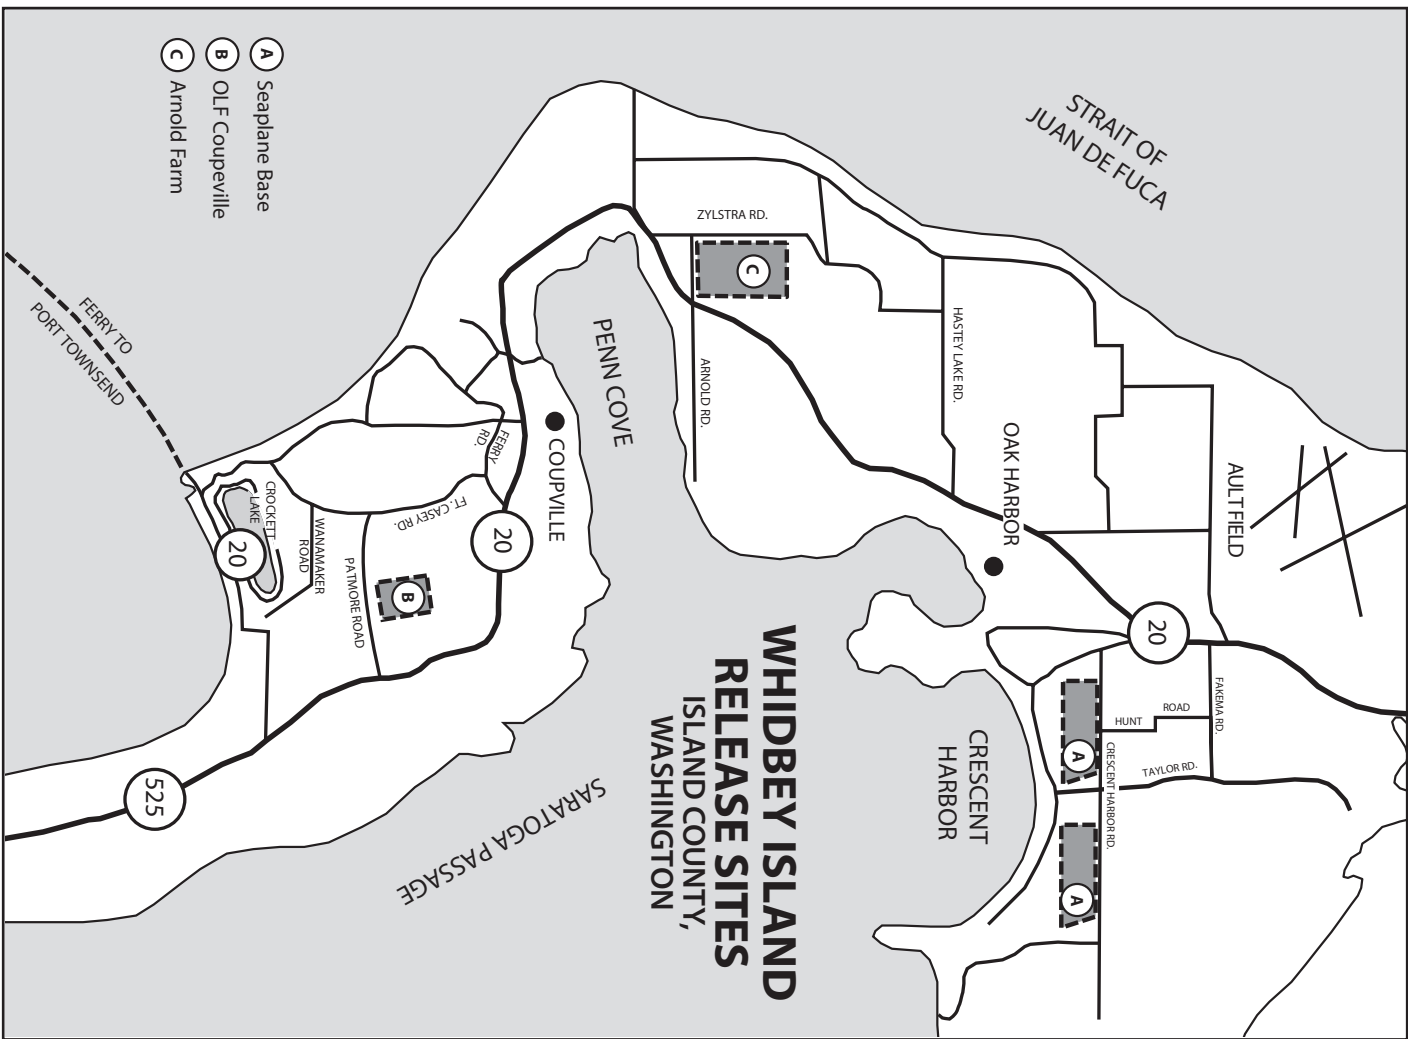 WHIDBEY ISLAND
RELEASE SITES
ISLAND COUNTY,
WASHINGTON
STRAIT OF
JUAN DE FUCA
AULT FIELD
20
FAKEMA RD.
HUNT
ROAD
TAYLOR RD.
CRESCENT HARBOR RD.
A
A
OAK HARBOR
HASTEY LAKE RD.
CRESCENT
HARBOR
ZYLSTRA RD.
C
ARNOLD RD.
PENN COVE
COUPVILLE
20
FERRY
RD.
FT. CASEY RD.
B
PATMORE ROAD
WANAMAKER
ROAD
CROCKETT
LAKE
20
SARATOGA PASSAGE
525
FERRY TO
PORT TOWNSEND
A Seaplane Base
B OLF Coupeville
C Arnold Farm